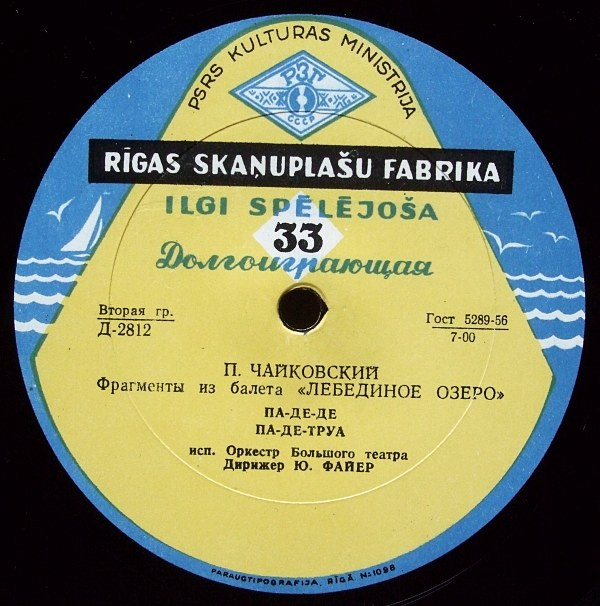 PSRS KULTURAS MINISTRIJA
РЗГ
СССР
RĪGAS SKAŅUPLAŠU FABRIKA
ILGI SPĒLĒJOŠA
33
Долгоиграющая
Вторая гр.
Д-2812
Гост 5289-56
7-00
П. ЧАЙКОВСКИЙ
Фрагменты из балета «ЛЕБЕДИНОЕ ОЗЕРО»
ПА-ДЕ-ДЕ
ПА-ДЕ-ТРУА
исп. Оркестр Большого театра
Дирижер Ю. ФАЙЕР
PARAUGTIPOGRAFIJA, RĪGĀ. N:1098